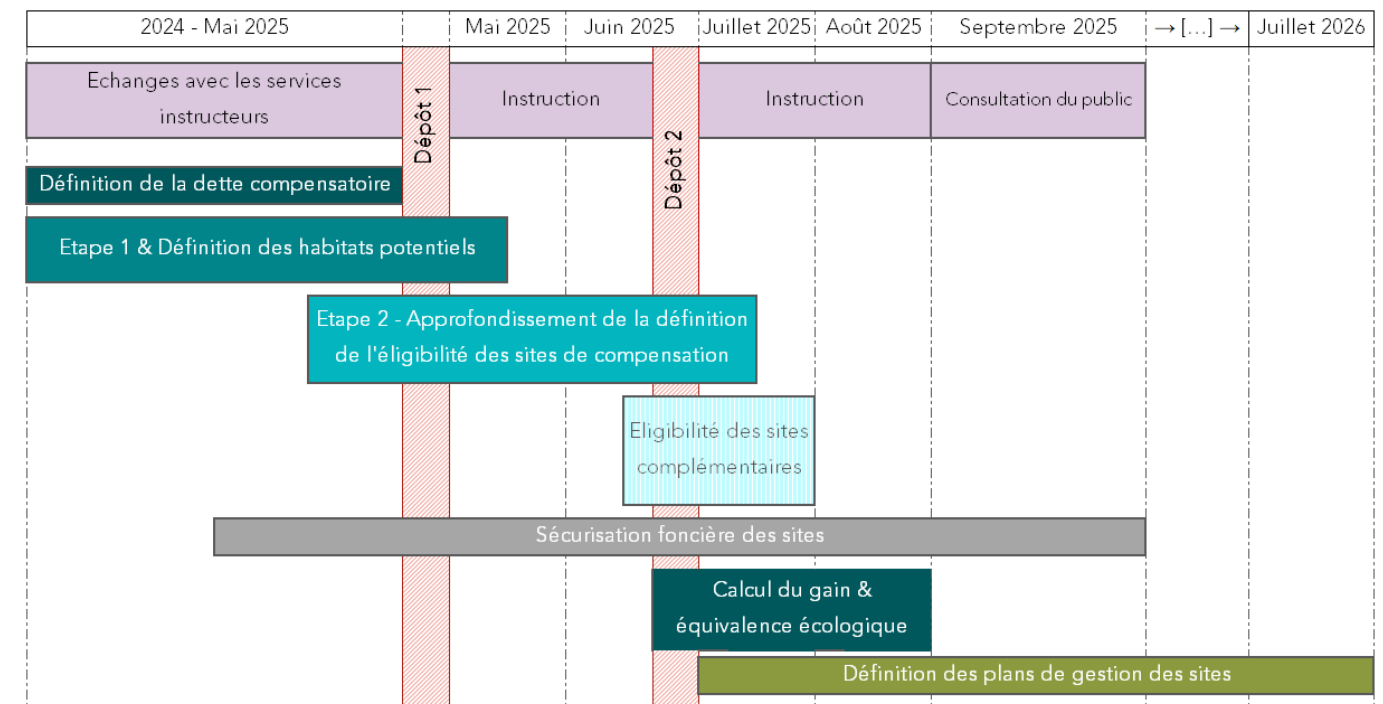 2024 - Mai 2025
Mai 2025
Juin 2025
Juillet 2025
Août 2025
Septembre 2025
→ [...] →
Juillet 2026
Echanges avec les services
instructeurs
Dépôt 1
Instruction
Dépôt 2
Instruction
Consultation du public
Définition de la dette compensatoire
Etape 1 & Définition des habitats potentiels
Etape 2 - Approfondissement de la définition
de l'éligibilité des sites de compensation
Eligibilité des sites
complémentaires
Sécurisation foncière des sites
Calcul du gain &
équivalence écologique
Définition des plans de gestion des sites